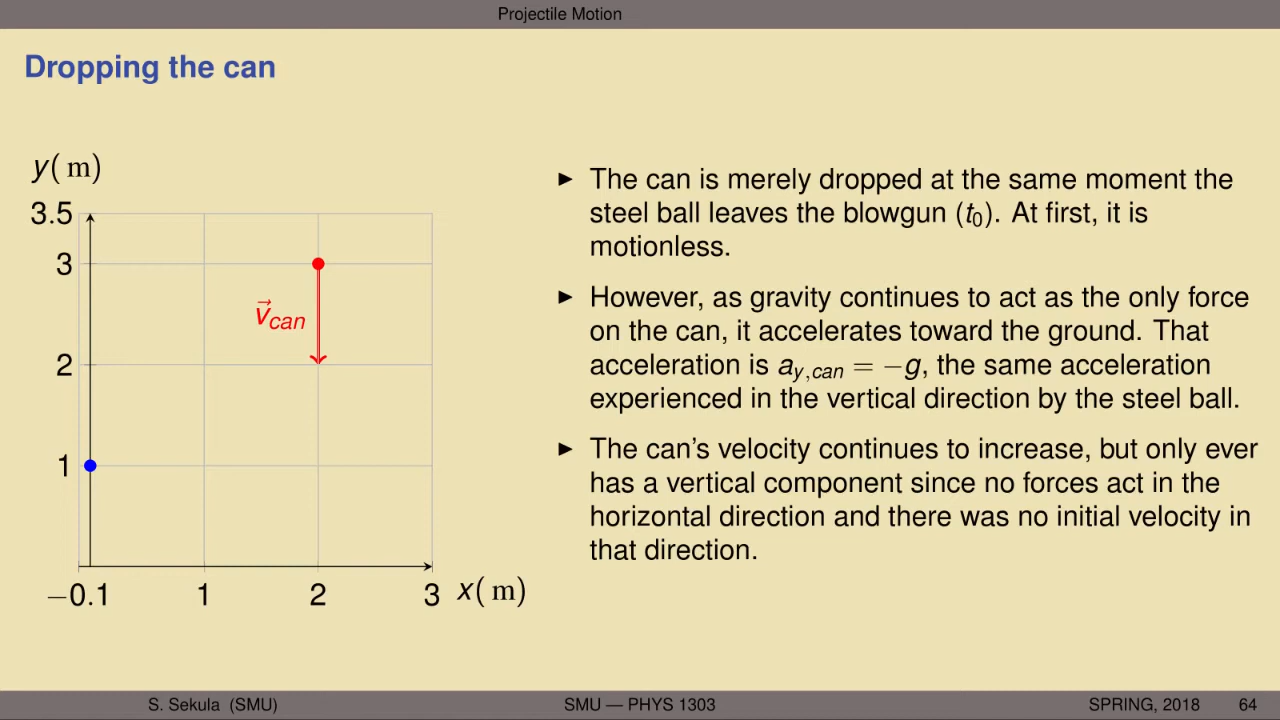 Projectile Motion
Dropping the can
y( m)
3.5
3
2
1
−0.1 1 2 3 x( m)
v⃗can
▶ The can is merely dropped at the same moment the
steel ball leaves the blowgun (t0). At first, it is
motionless.
▶ However, as gravity continues to act as the only force
on the can, it accelerates toward the ground. That
acceleration is ay,can = −g, the same acceleration
experienced in the vertical direction by the steel ball.
▶ The can's velocity continues to increase, but only ever
has a vertical component since no forces act in the
horizontal direction and there was no initial velocity in
that direction.
S. Sekula (SMU) SMU — PHYS 1303 SPRING, 2018 64